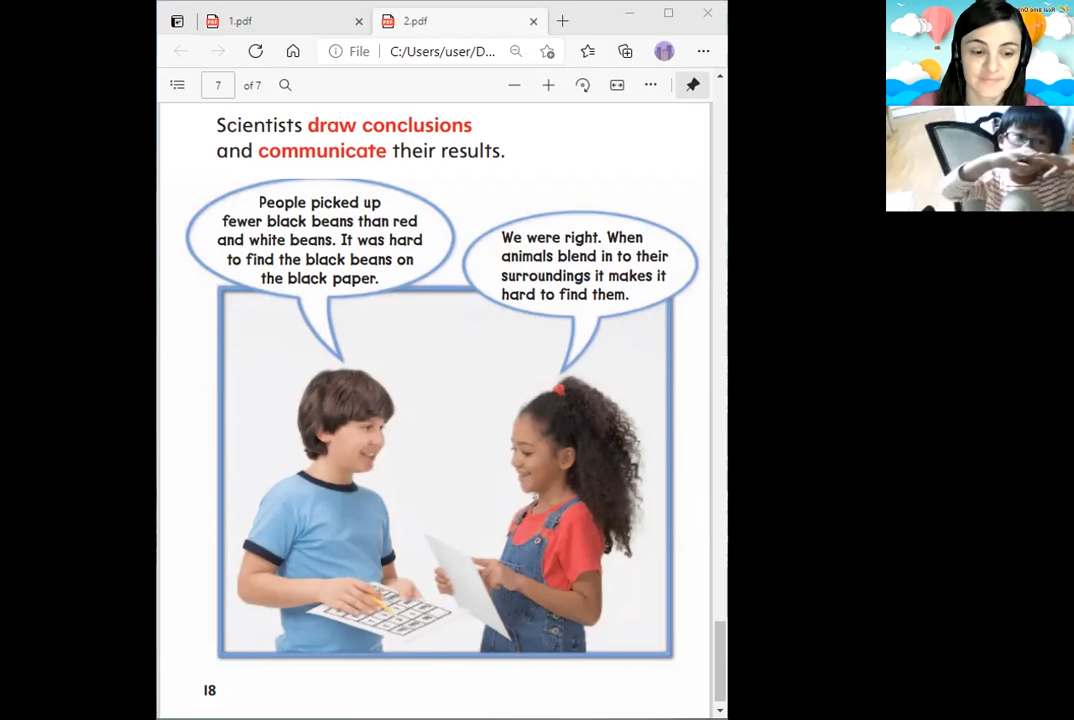 1.pdf
2.pdf
File
C:/Users/user/D...
7
of 7
Scientists draw conclusions
and communicate their results.
People picked up
fewer black beans than red
and white beans. It was hard
to find the black beans on
the black paper.
We were right. When
animals blend in to their
surroundings it makes it
hard to find them.
18